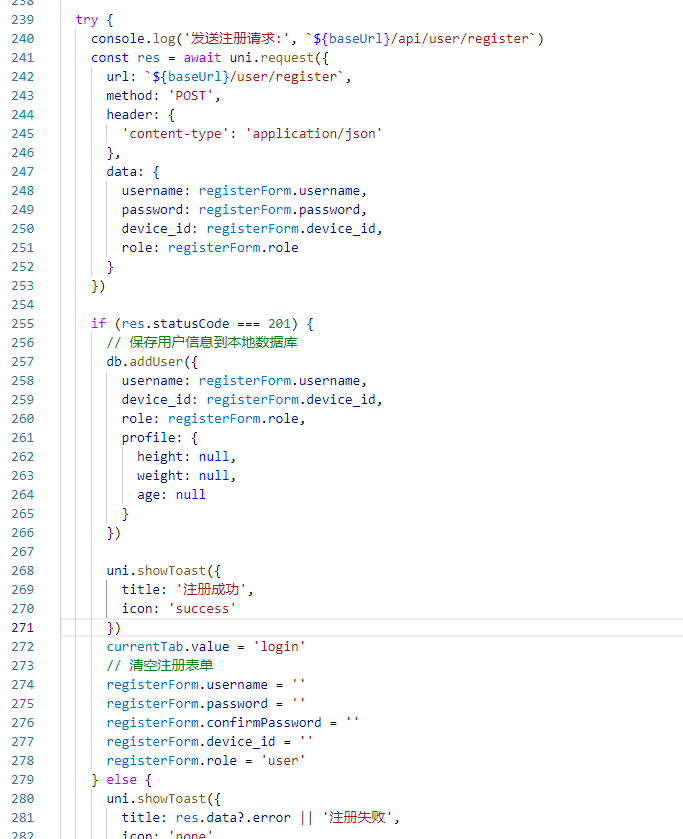 238
239 try {
240 console.log('发送注册请求:', `${baseUrl}/api/user/register`)
241 const res = await uni.request({
242 url: `${baseUrl}/user/register`,
243 method: 'POST',
244 header: {
245 'content-type': 'application/json'
246 },
247 data: {
248 username: registerForm.username,
249 password: registerForm.password,
250 device_id: registerForm.device_id,
251 role: registerForm.role
252 }
253 })
254
255 if (res.statusCode === 201) {
256 // 保存用户信息到本地数据库
257 db.addUser({
258 username: registerForm.username,
259 device_id: registerForm.device_id,
260 role: registerForm.role,
261 profile: {
262 height: null,
263 weight: null,
264 age: null
265 }
266 })
267
268 uni.showToast({
269 title: '注册成功',
270 icon: 'success'
271 })
272 currentTab.value = 'login'
273 // 清空注册表单
274 registerForm.username = ''
275 registerForm.password = ''
276 registerForm.confirmPassword = ''
277 registerForm.device_id = ''
278 registerForm.role = 'user'
279 } else {
280 uni.showToast({
281 title: res.data?.error || '注册失败',
282 icon: 'none'